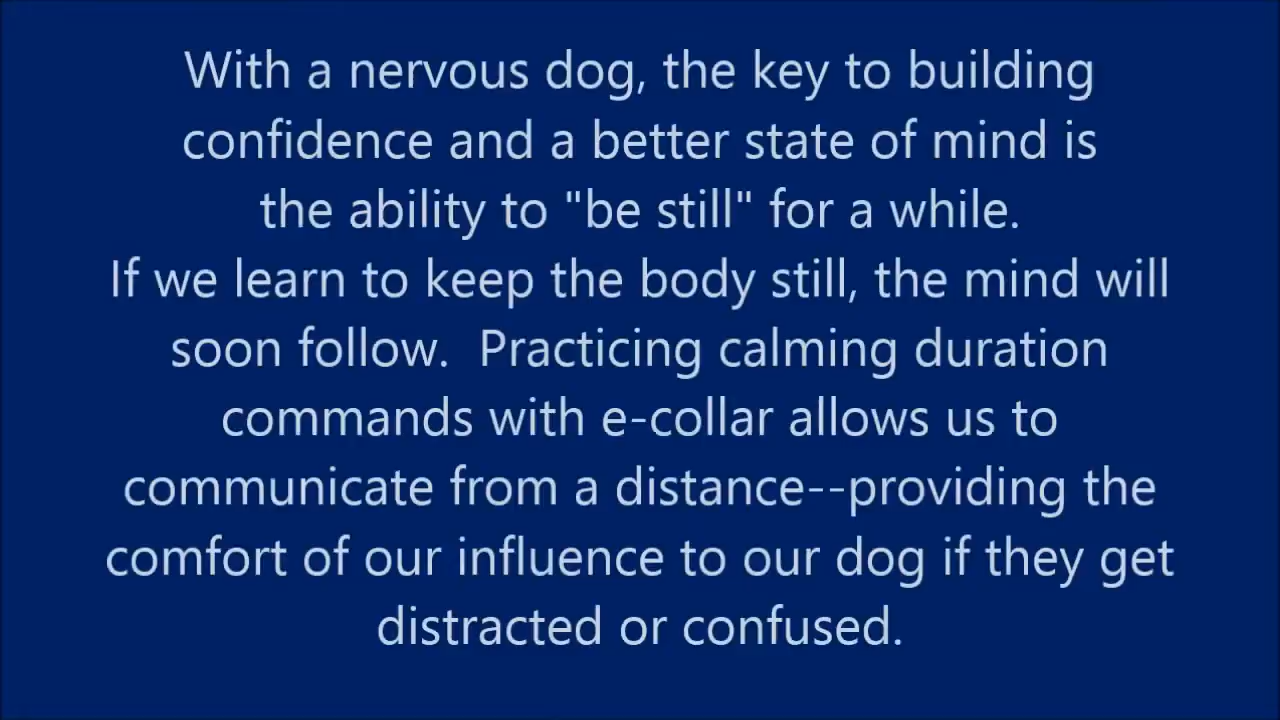 With a nervous dog, the key to building
confidence and a better state of mind is
the ability to "be still" for a while.
If we learn to keep the body still, the mind will
soon follow.  Practicing calming duration
commands with e-collar allows us to
communicate from a distance--providing the
comfort of our influence to our dog if they get
distracted or confused.